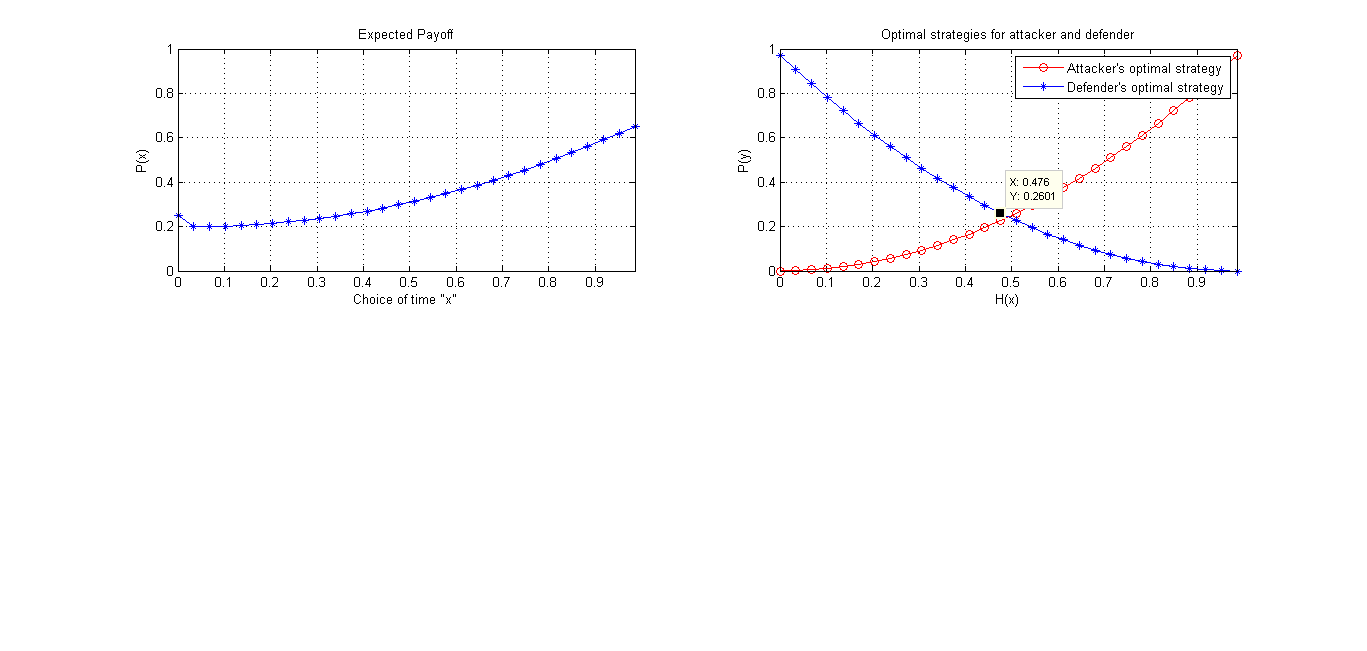 Expected Payoff
1
0.8
0.6
0.4
0.2
0
P(x)
0 0.1 0.2 0.3 0.4 0.5 0.6 0.7 0.8 0.9
Choice of time "x"
Optimal strategies for attacker and defender
1
0.8
0.6
0.4
0.2
0
P(y)
Attacker's optimal strategy
Defender's optimal strategy
X: 0.476
Y: 0.2601
0 0.1 0.2 0.3 0.4 0.5 0.6 0.7 0.8 0.9
H(x)